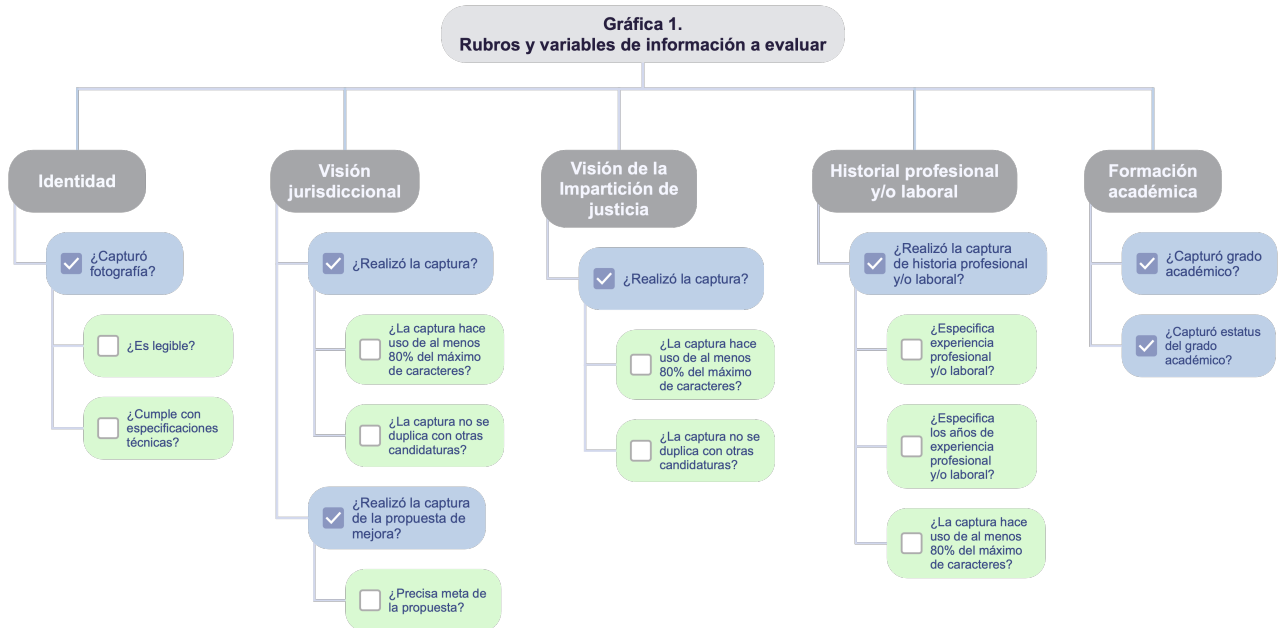 Gráfica 1.
Rubros y variables de información a evaluar
Identidad
¿Capturó
fotografía?
¿Es legible?
¿Cumple con
especificaciones
técnicas?
Visión
jurisdiccional
¿Realizó la captura?
¿La captura hace
uso de al menos
80% del máximo
de caracteres?
¿La captura no se
duplica con otras
candidaturas?
¿Realizó la captura
de la propuesta de
mejora?
¿Precisa meta de
la propuesta?
Visión de la
Impartición de
justicia
¿Realizó la captura?
¿La captura hace
uso de al menos
80% del máximo
de caracteres?
¿La captura no se
duplica con otras
candidaturas?
Historial profesional
y/o laboral
¿Realizó la captura
de historia profesional
y/o laboral?
¿Especifica
experiencia
profesional
y/o laboral?
¿Especifica
los años de
experiencia
profesional
y/o laboral?
¿La captura hace
uso de al menos
80% del máximo
de caracteres?
Formación
académica
¿Capturó grado
académico?
¿Capturó estatus
del grado
académico?